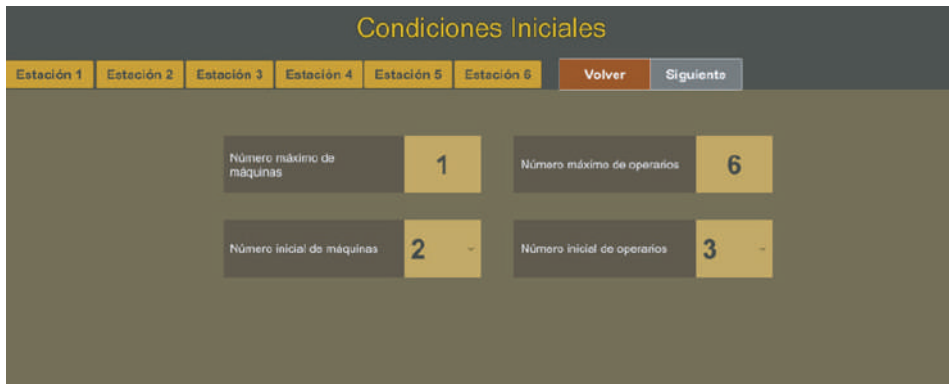 Condiciones Iniciales
Estación 1 Estación 2 Estación 3 Estación 4 Estación 5 Estación 6 Volver Siguiente
Número máximo de
máquinas
1
Número máximo de operarios 6
Número inicial de máquinas 2
Número inicial de operarios 3